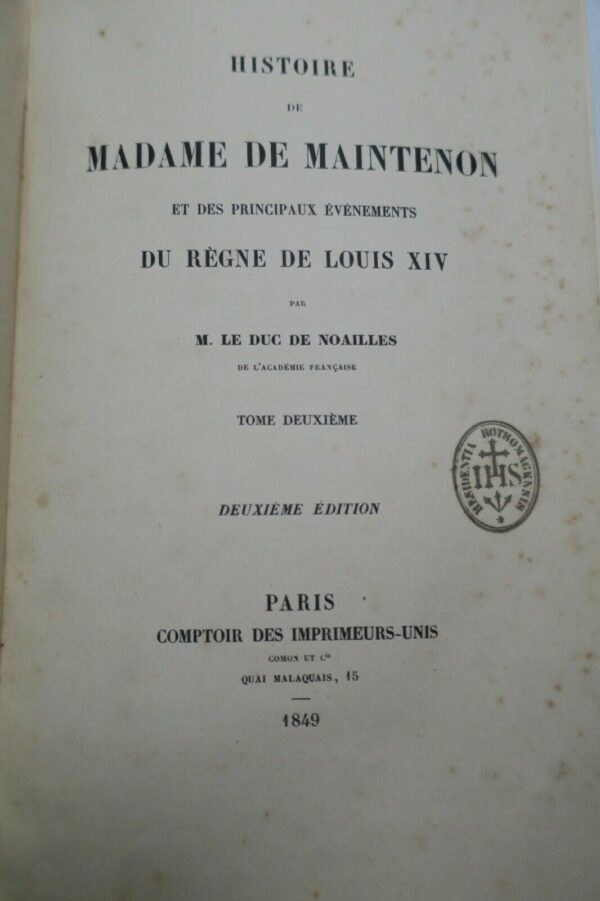 HISTOIRE
DE
MADAME DE MAINTENON
ET DES PRINCIPAUX ÉVÉNEMENTS
DU RÈGNE DE LOUIS XIV
PAR
M. LE DUC DE NOAILLES
DE L'ACADÉMIE FRANÇAISE
TOME DEUXIÈME
RESIDENTIA ROTHOMAGENSIS
IHS
DEUXIÈME ÉDITION
PARIS
COMPTOIR DES IMPRIMEURS-UNIS
COMON ET Cie
QUAI MALAQUAIS, 15
1849